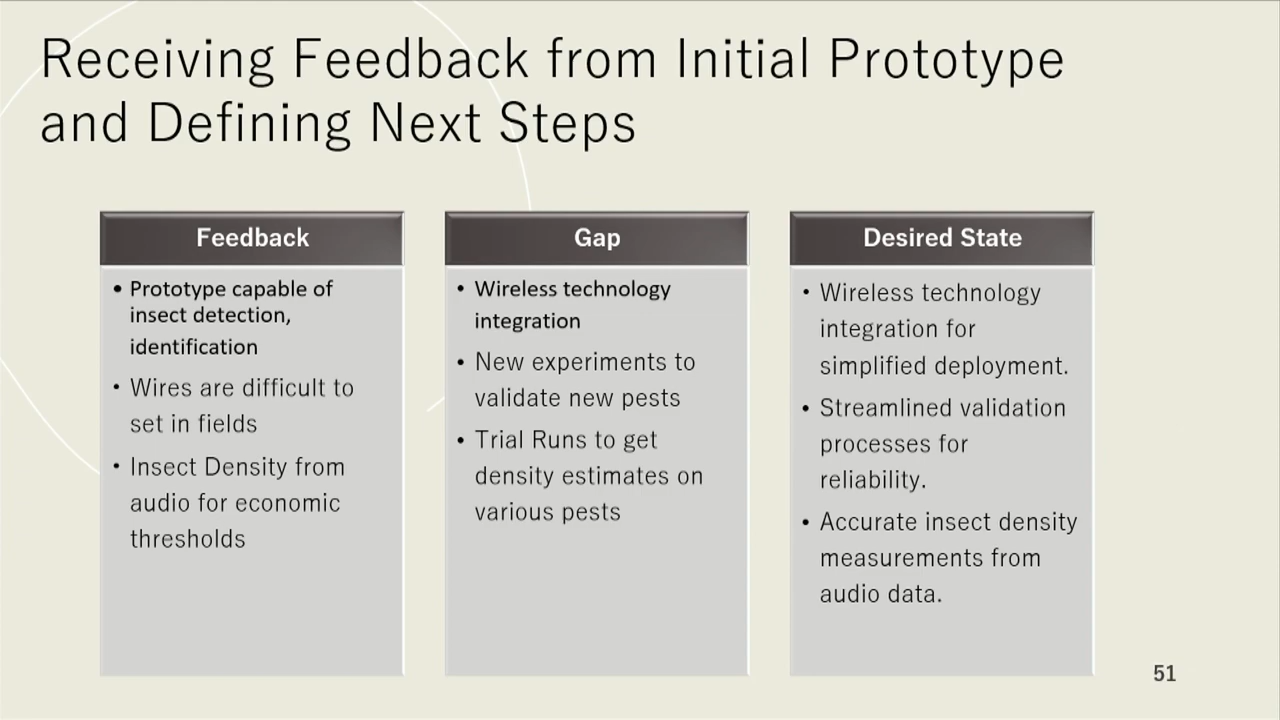 Receiving Feedback from Initial Prototype
and Defining Next Steps
Feedback
• Prototype capable of
insect detection,
identification
• Wires are difficult to
set in fields
• Insect Density from
audio for economic
thresholds
Gap
• Wireless technology
integration
• New experiments to
validate new pests
• Trial Runs to get
density estimates on
various pests
Desired State
• Wireless technology
integration for
simplified deployment.
• Streamlined validation
processes for
reliability.
• Accurate insect density
measurements from
audio data.
51